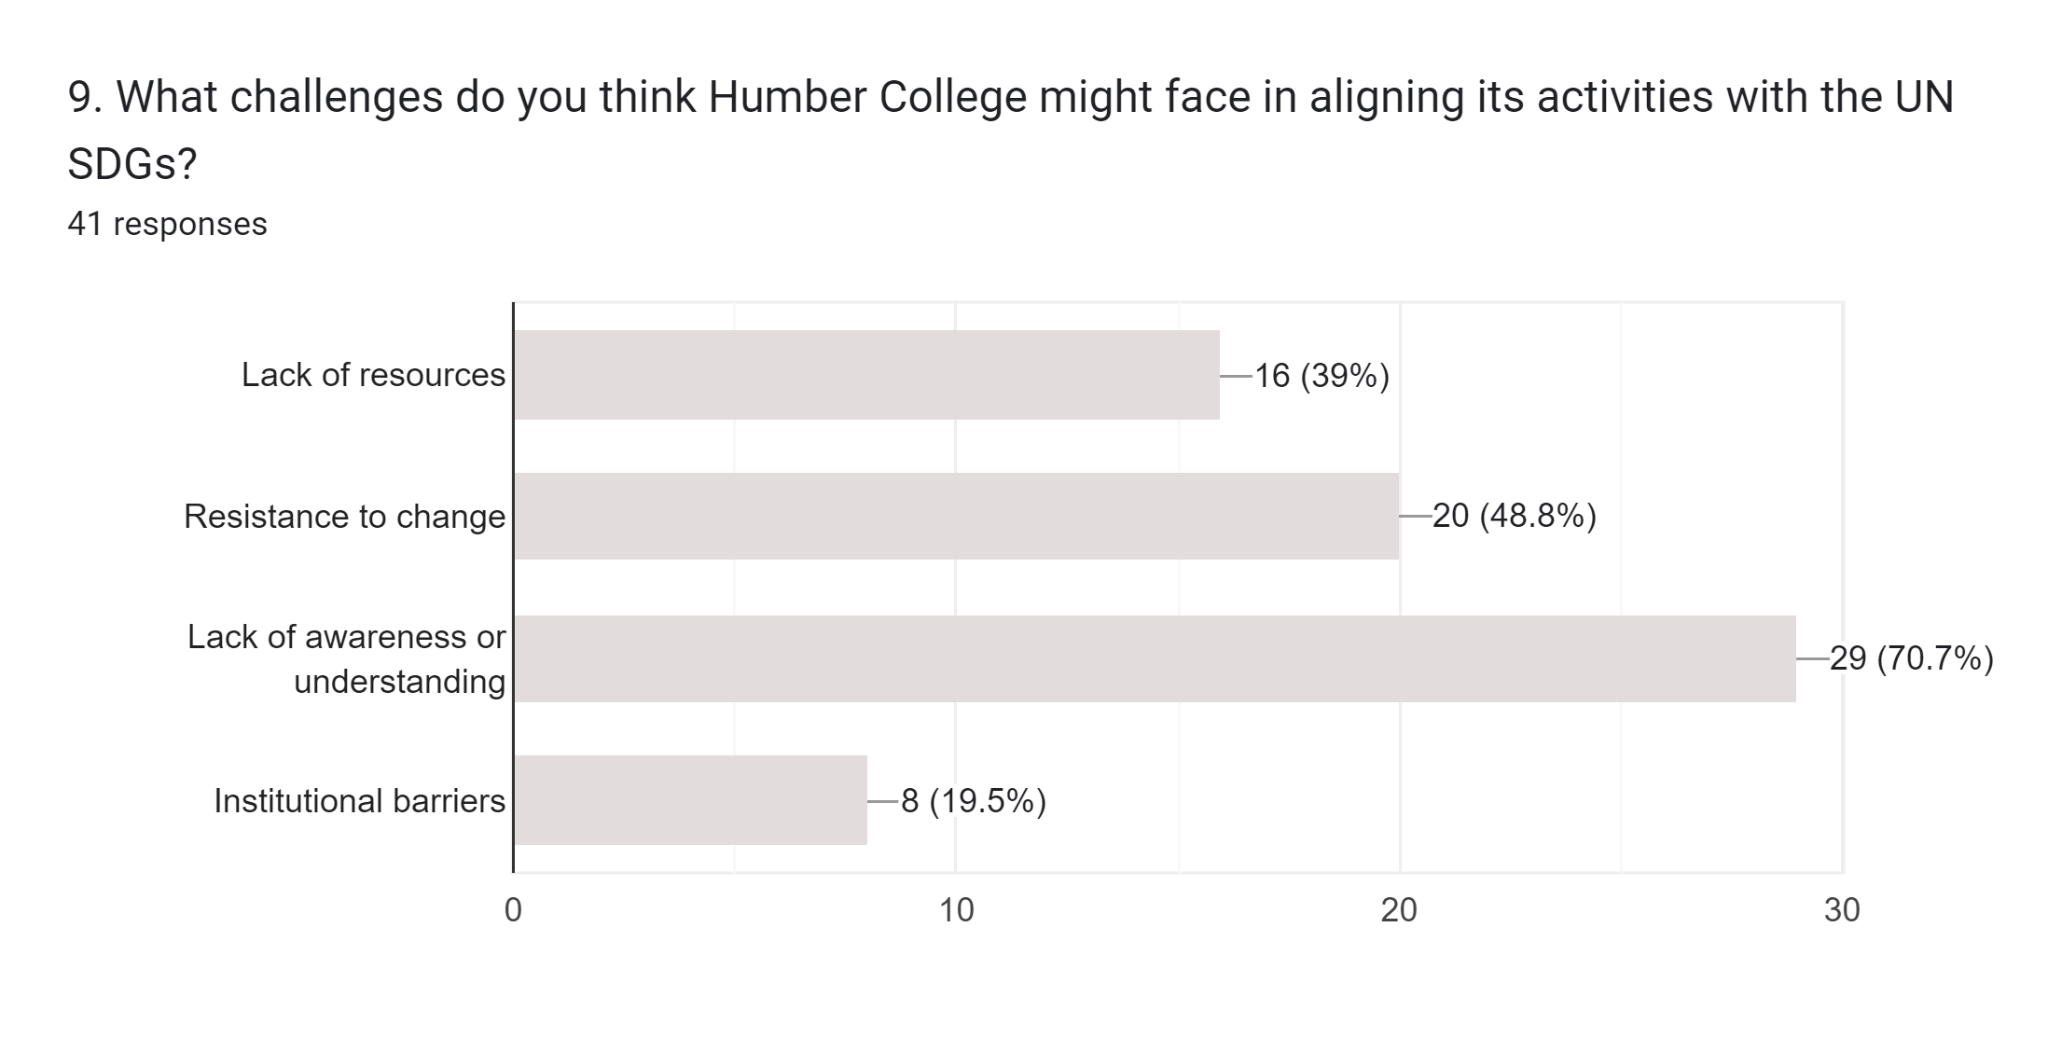 9. What challenges do you think Humber College might face in aligning its activities with the UN
SDGs?
41 responses
Lack of resources
16 (39%)
Resistance to change
20 (48.8%)
Lack of awareness or
understanding
29 (70.7%)
Institutional barriers
8 (19.5%)
0
10
20
30